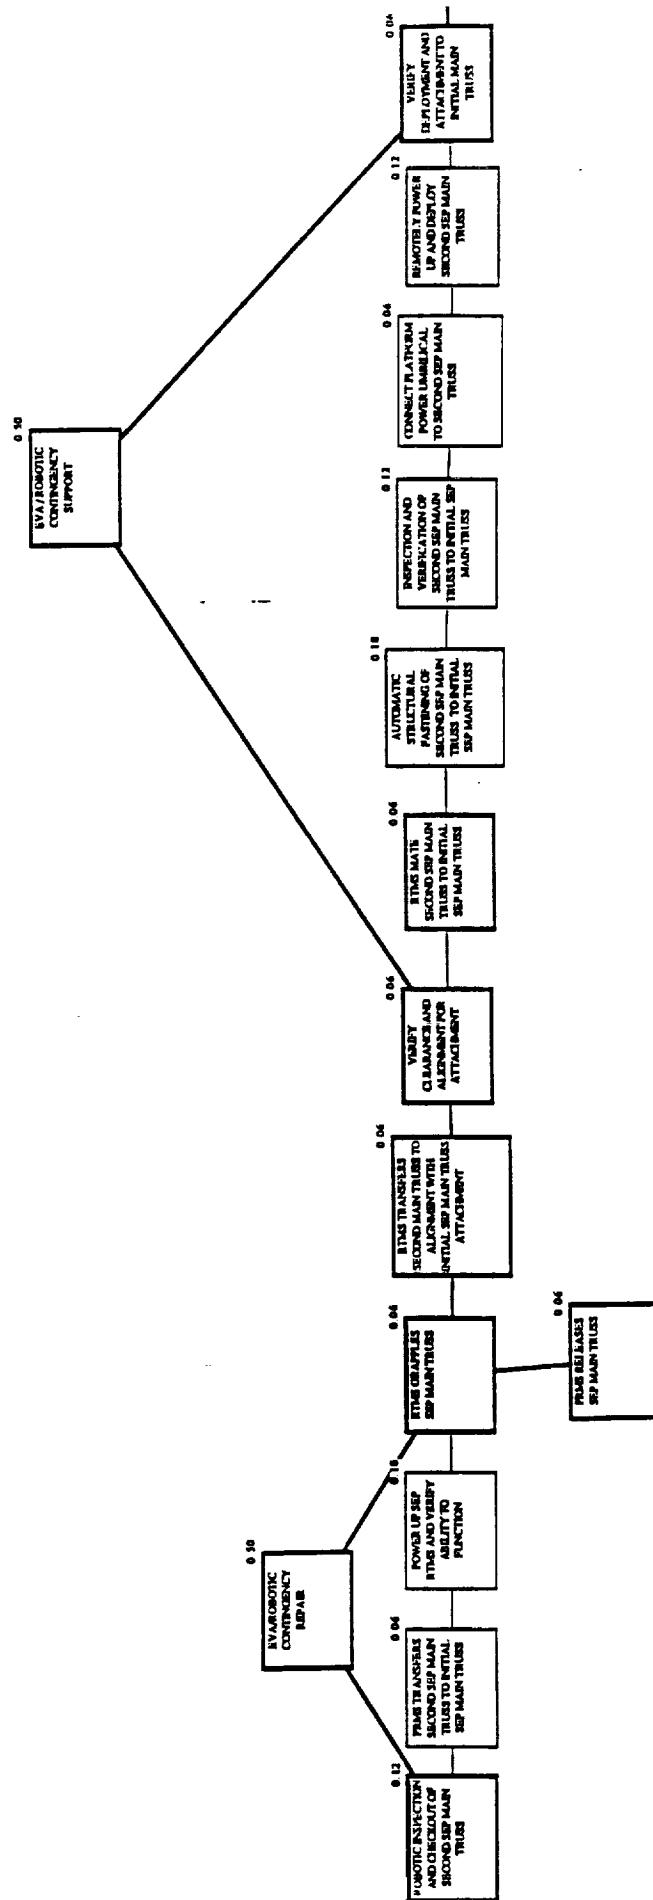 0.12
ROBOTIC INSPECTION
AND CHECKOUT OF
SECOND SEP MAIN
TRUSS
0.06
PRMS TRANSFERS
SECOND SEP MAIN
TRUSS TO INITIAL
SEP MAIN TRUSS
0.50
EVA/ROBOTIC
CONTINGENCY
REPAIR
0.18
POWER UP SEP
RTMS AND VERIFY
ABILITY TO
FUNCTION
0.06
RTMS GRAPPLES
SEP MAIN TRUSS
0.06
PRMS RELEASES
SEP MAIN TRUSS
0.06
RTMS TRANSFERS
SECOND MAIN TRUSS TO
ALIGNMENT WITH
INITIAL SEP MAIN TRUSS
ATTACHMENT
0.06
VERIFY
CLEARANCE AND
ALIGNMENT FOR
ATTACHMENT
0.06
RTMS MATE
SECOND SEP MAIN
TRUSS TO INITIAL
SEP MAIN TRUSS
0.18
AUTOMATIC
STRUCTURAL
FASTENING OF
SECOND SEP MAIN
TRUSS TO INITIAL
SEP MAIN TRUSS
0.50
EVA/ROBOTIC
CONTINGENCY
SUPPORT
0.12
INSPECTION AND
VERIFICATION OF
SECOND SEP MAIN
TRUSS TO INITIAL SEP
MAIN TRUSS
0.06
CONNECT PLATFORM
POWER UMBILICAL
TO SECOND SEP MAIN
TRUSS
0.12
REMOTELY POWER
UP AND DEPLOY
SECOND SEP MAIN
TRUSS
0.06
VERIFY
DEPLOYMENT AND
ATTACHMENT TO
INITIAL MAIN
TRUSS